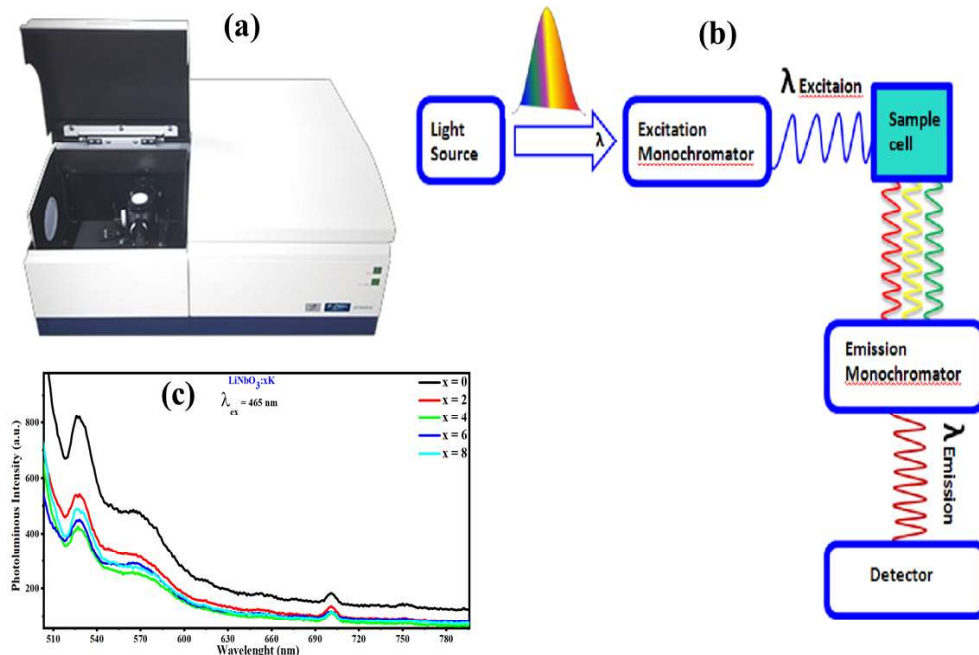 (a)
(b)
Light
Source
λ
Excitation
Monochromator
λ Excitaion
Sample
cell
Emission
Monochromator
λ Emission
Detector
(c)
LiNbO₃:xK
λex = 465 nm
x = 0
x = 2
x = 4
x = 6
x = 8
Photoluminous Intensity (a.u.)
800
600
400
200
510 540 570 600 630 660 690 720 750 780
Wavelenght (nm)